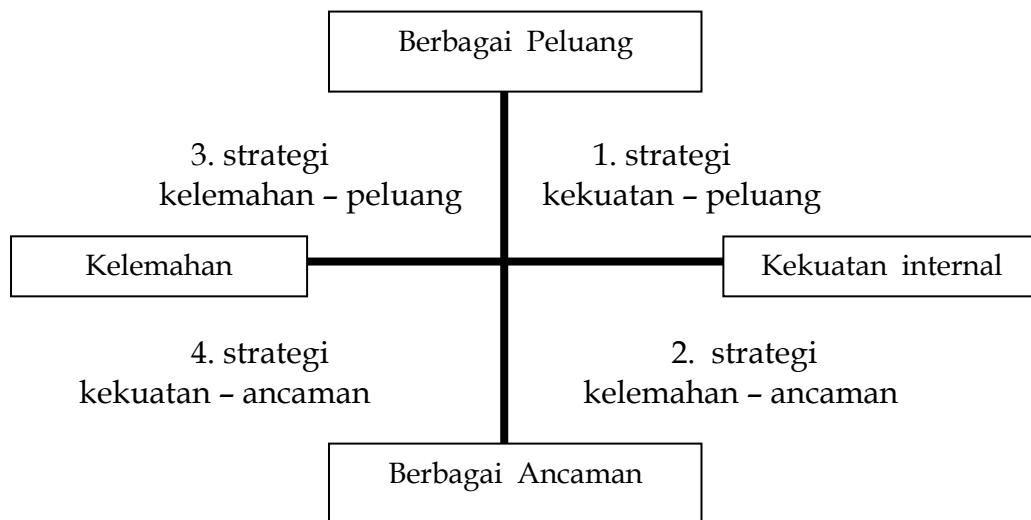 Berbagai Peluang
3. strategi
kelemahan – peluang
1. strategi
kekuatan – peluang
Kelemahan
Kekuatan internal
4. strategi
kekuatan – ancaman
2. strategi
kelemahan – ancaman
Berbagai Ancaman